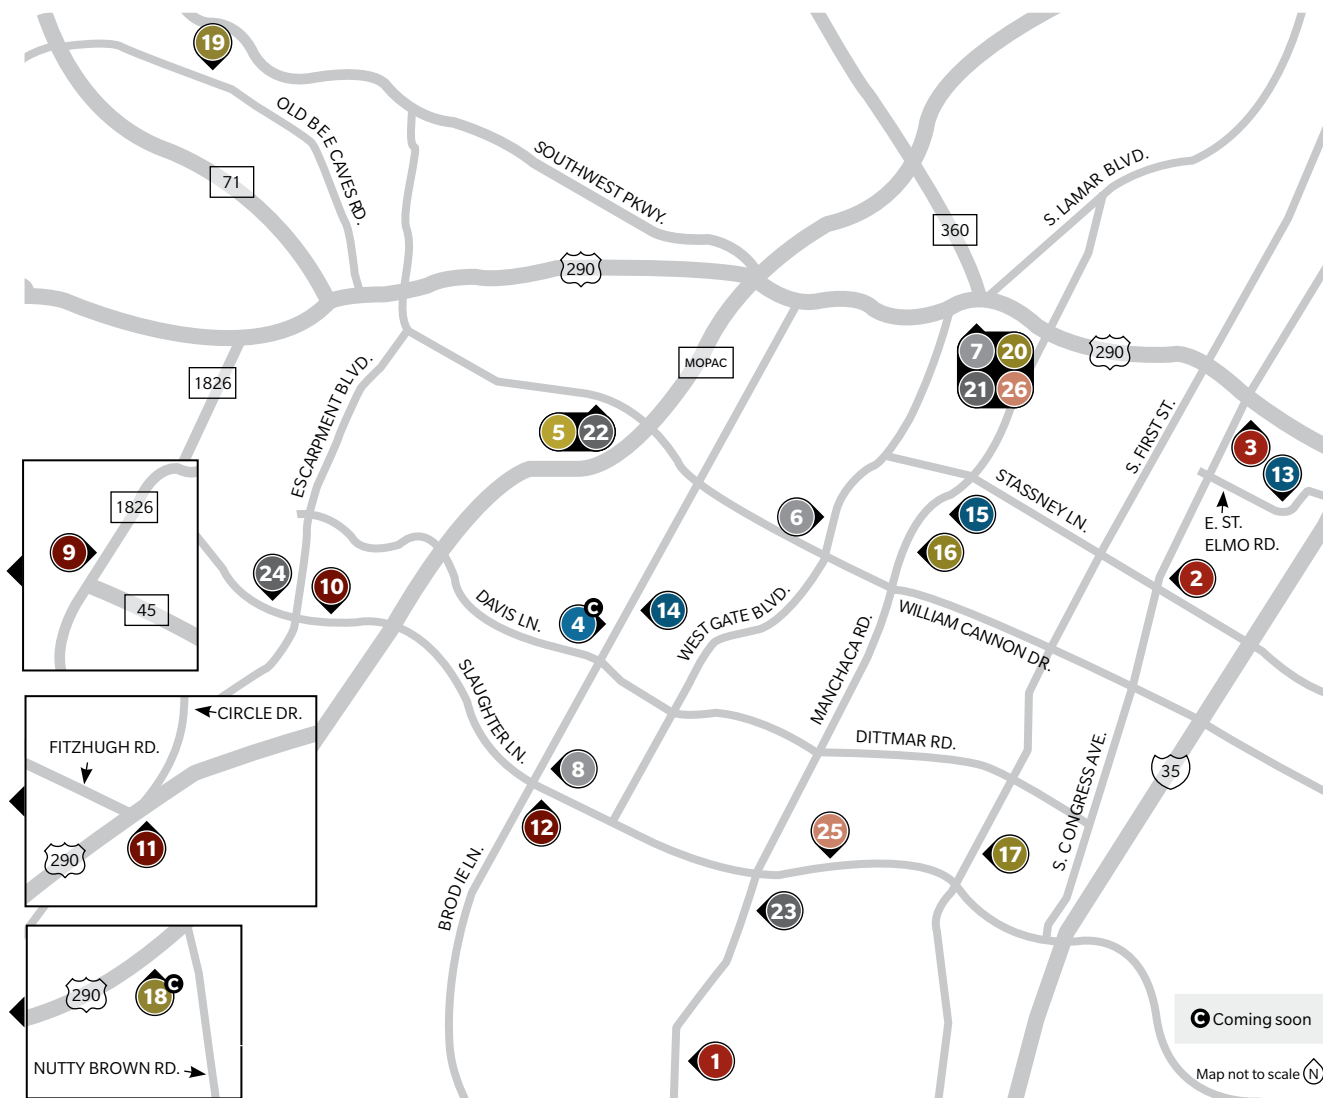 19
OLD BEE CAVES RD.
SOUTHWEST PKWY.
S. LAMAR BLVD.
71
360
290
7
20
21
26
290
MOPAC
1826
ESCARPMENT BLVD.
5
22
S. FIRST ST.
3
13
STASSNEY LN.
E. ST.
ELMO RD.
1826
9
45
6
15
16
2
24
10
DAVIS LN.
C
4
14
WEST GATE BLVD.
WILLIAM CANNON DR.
MANCHACA RD.
SLAUGHTER LN.
CIRCLE DR.
FITZHUGH RD.
DITTMAR RD.
S. CONGRESS AVE.
35
8
12
25
17
11
290
BRODIE LN.
23
290
18
C
NUTTY BROWN RD.
1
C Coming soon
Map not to scale N